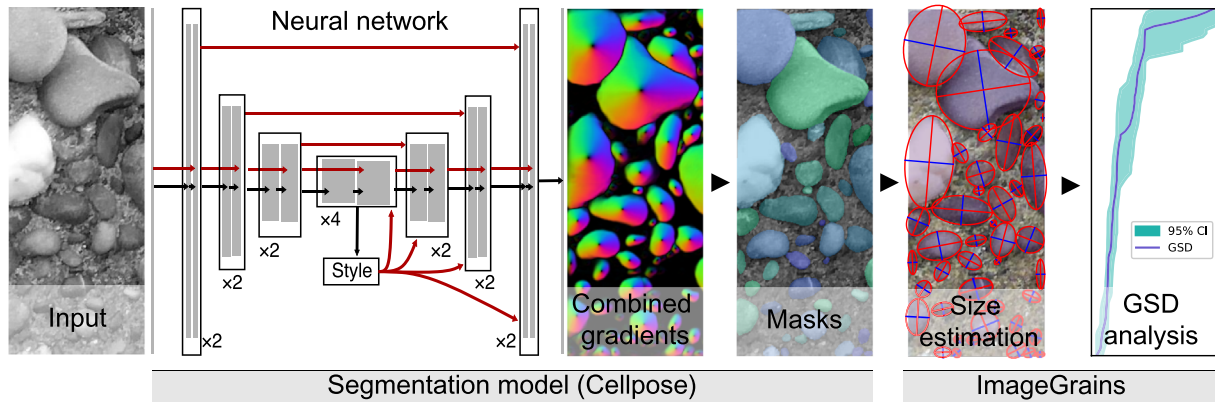 Neural network
Input
×2
×2
×2
×4
Style
×2
×2
×2
Combined
gradients
Masks
Size
estimation
95% CI
GSD
GSD
analysis
Segmentation model (Cellpose)
ImageGrains